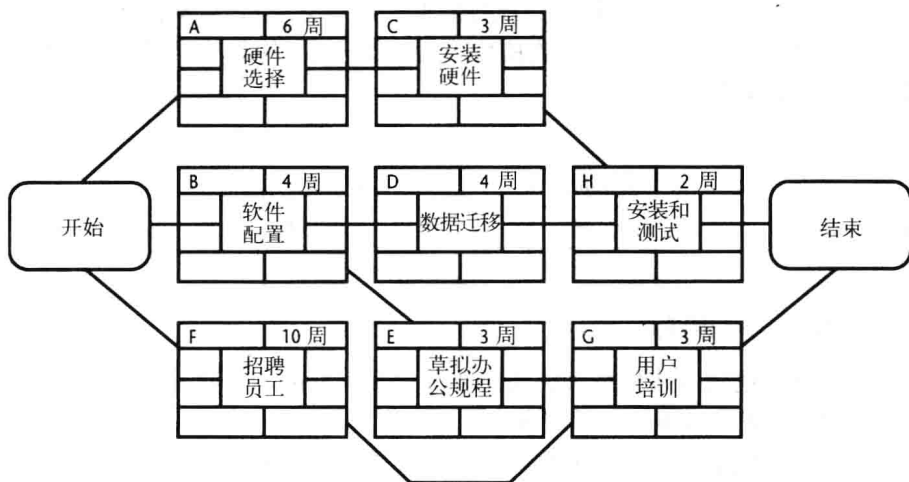 A 6 周
硬件
选择
C 3 周
安装
硬件
开始
B 4 周
软件
配置
D 4 周
数据迁移
H 2 周
安装和
测试
结束
F 10 周
招聘
员工
E 3 周
草拟办
公规程
G 3 周
用户
培训